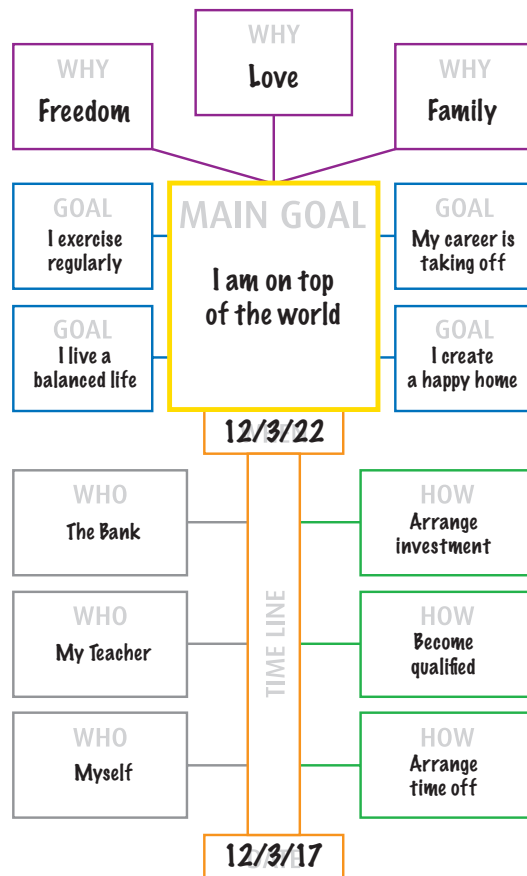 WHY
Love
WHY
Freedom
WHY
Family
GOAL
I exercise
regularly
MAIN GOAL
I am on top
of the world
GOAL
My career is
taking off
GOAL
I live a
balanced life
GOAL
I create
a happy home
WHEN
12/3/22
WHO
The Bank
HOW
Arrange
investment
WHO
My Teacher
TIME LINE
HOW
Become
qualified
WHO
Myself
HOW
Arrange
time off
DATE
12/3/17